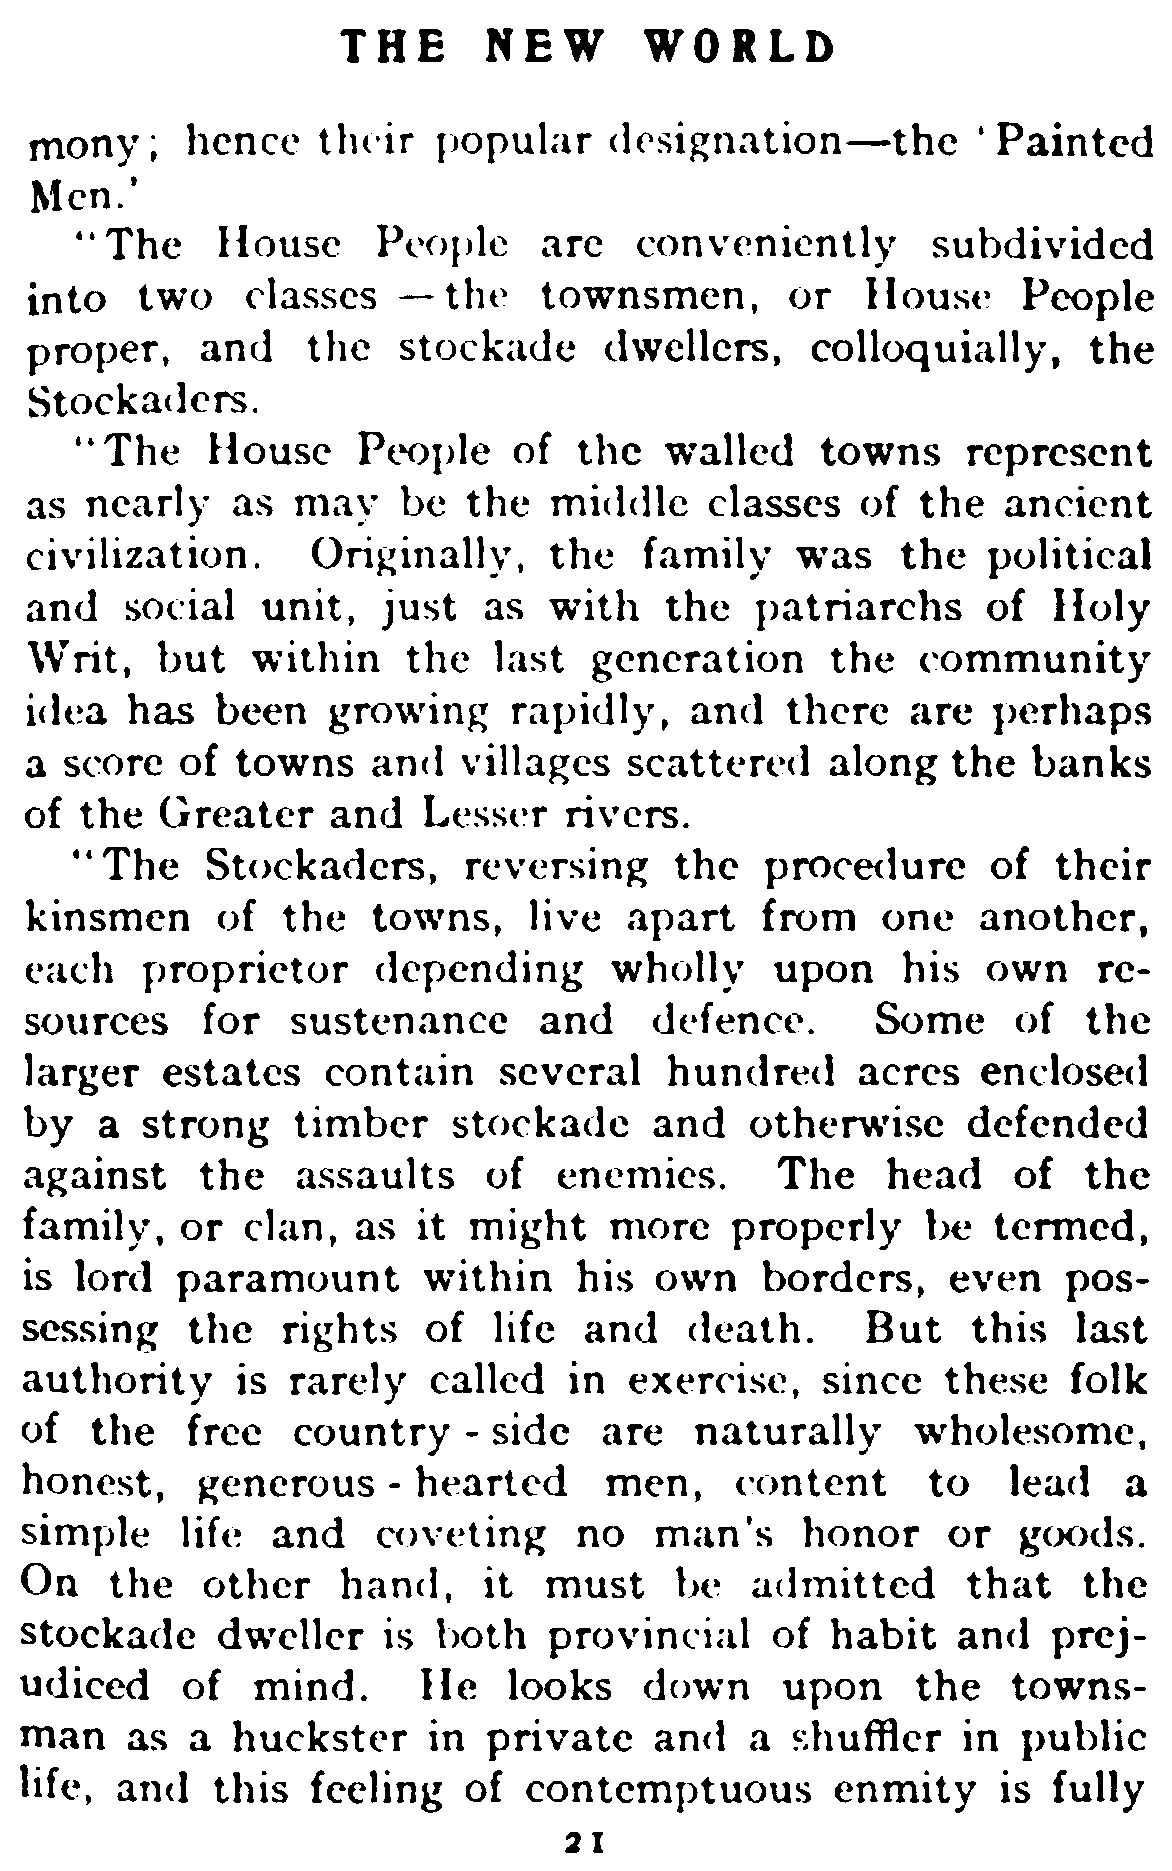 THE NEW WORLD
mony; hence their popular designation—the 'Painted
Men.'
"The House People are conveniently subdivided
into two classes — the townsmen, or House People
proper, and the stockade dwellers, colloquially, the
Stockaders.
"The House People of the walled towns represent
as nearly as may be the middle classes of the ancient
civilization. Originally, the family was the political
and social unit, just as with the patriarchs of Holy
Writ, but within the last generation the community
idea has been growing rapidly, and there are perhaps
a score of towns and villages scattered along the banks
of the Greater and Lesser rivers.
"The Stockaders, reversing the procedure of their
kinsmen of the towns, live apart from one another,
each proprietor depending wholly upon his own re-
sources for sustenance and defence. Some of the
larger estates contain several hundred acres enclosed
by a strong timber stockade and otherwise defended
against the assaults of enemies. The head of the
family, or clan, as it might more properly be termed,
is lord paramount within his own borders, even pos-
sessing the rights of life and death. But this last
authority is rarely called in exercise, since these folk
of the free country-side are naturally wholesome,
honest, generous-hearted men, content to lead a
simple life and coveting no man's honor or goods.
On the other hand, it must be admitted that the
stockade dweller is both provincial of habit and prej-
udiced of mind. He looks down upon the towns-
man as a huckster in private and a shuffler in public
life, and this feeling of contemptuous enmity is fully
21